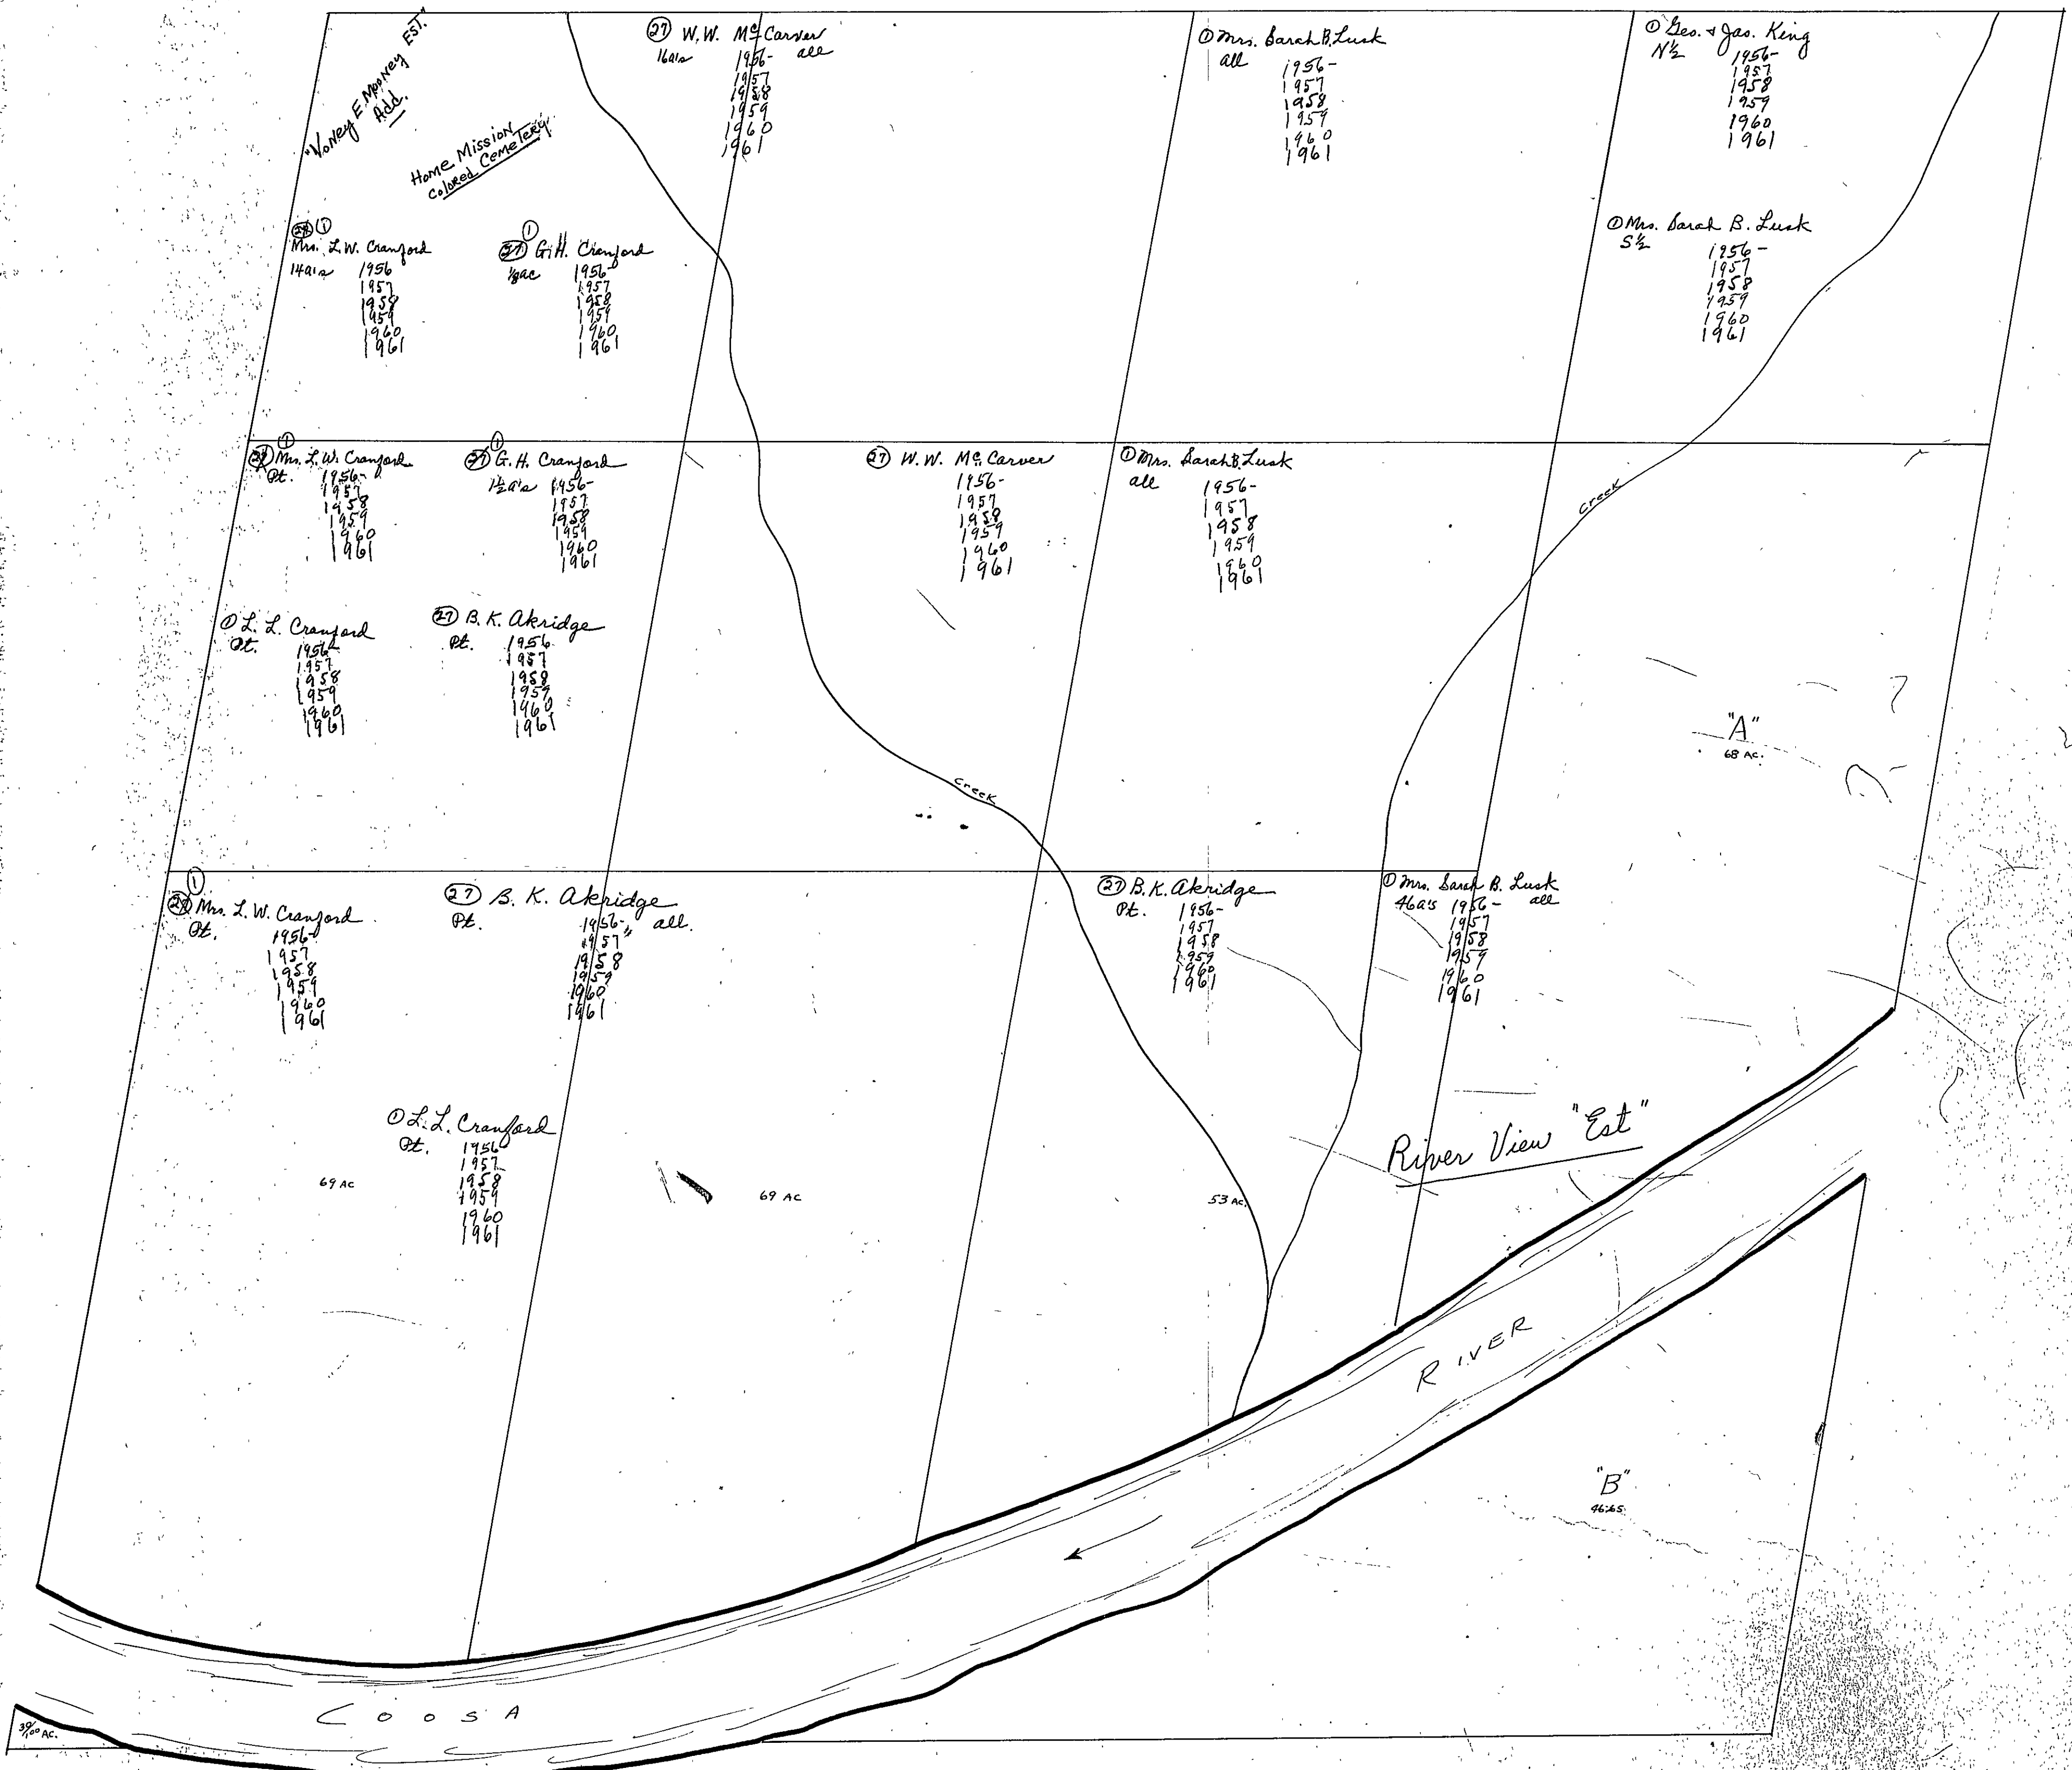 "Voney E. Mooney Est."
Add.
Home Mission
Colored Cemetery
27 W. W. McCarver
16a's 1956- all
1957
1958
1959
1960
1961
1 Mrs. Sarah B. Lusk
all 1956-
1957
1958
1959
1960
1961
1 Geo. & Jas. King
N½ 1956-
1957
1958
1959
1960
1961
1 Mrs. Sarah B. Lusk
S½ 1956-
1957
1958
1959
1960
1961
1
Mrs. L. W. Cranford
14a's 1956
1957
1958
1959
1960
1961
1
27 G. H. Cranford
⅛ac 1956-
1957
1958
1959
1960
1961
1
Mrs. L. W. Cranford
Pt. 1956-
1957
1958
1959
1960
1961
1
27 G. H. Cranford
1½a's 1956-
1957
1958
1959
1960
1961
27 W. W. McCarver
1956-
1957
1958
1959
1960
1961
1 Mrs. Sarah B. Lusk
all 1956-
1957
1958
1959
1960
1961
Creek
1 L. L. Cranford
Pt. 1956-
1957
1958
1959
1960
1961
27 B. K. Akridge
Pt. 1956
1957
1958
1959
1960
1961
"A"
68 AC.
Creek
1
Mrs. L. W. Cranford
Pt. 1956-
1957
1958
1959
1960
1961
27 B. K. Akridge
Pt. 1956-, all.
1957 "
1958
1959
1960
1961
27 B. K. Akridge
Pt. 1956-
1957
1958
1959
1960
1961
1 Mrs. Sarah B. Lusk
46a's 1956- all
1957
1958
1959
1960
1961
1 L. L. Cranford
Pt. 1956
1957
1958
1959
1960
1961
69 AC
69 AC
53 AC.
River View "Est"
RIVER
"B"
46.65
COOSA
39/100 AC.